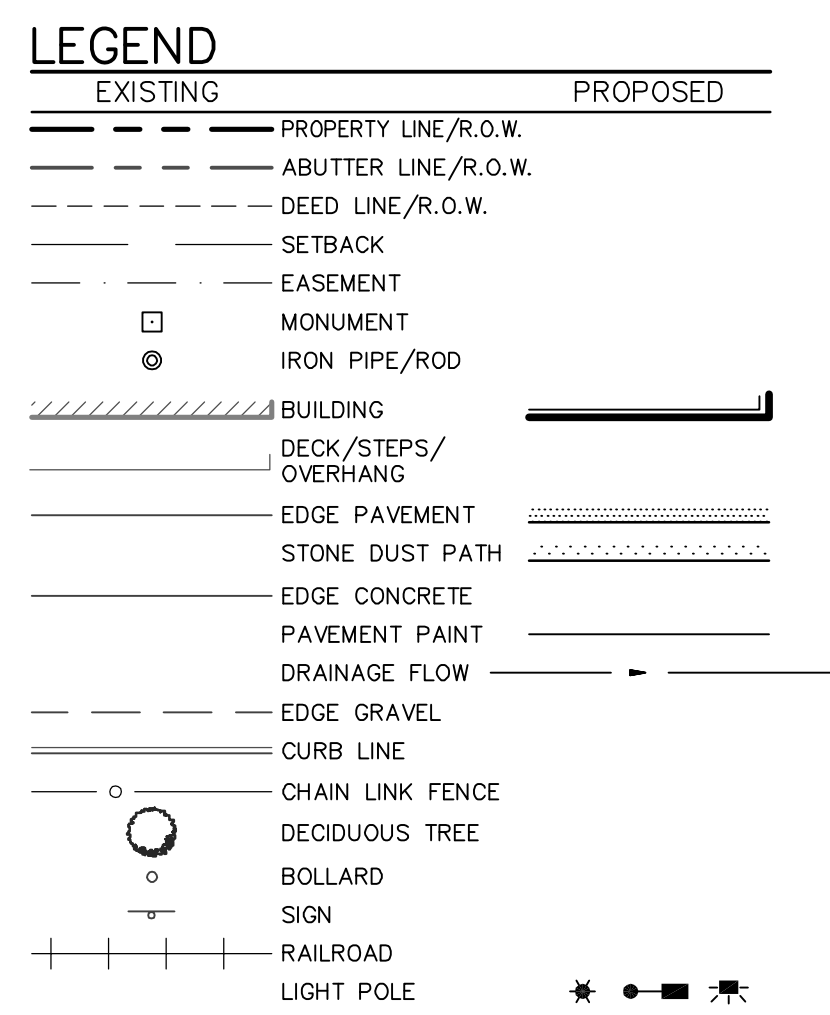 LEGEND
EXISTING PROPOSED
PROPERTY LINE/R.O.W.
ABUTTER LINE/R.O.W.
DEED LINE/R.O.W.
SETBACK
EASEMENT
MONUMENT
IRON PIPE/ROD
BUILDING
DECK/STEPS/
OVERHANG
EDGE PAVEMENT
STONE DUST PATH
EDGE CONCRETE
PAVEMENT PAINT
DRAINAGE FLOW
EDGE GRAVEL
CURB LINE
CHAIN LINK FENCE
DECIDUOUS TREE
BOLLARD
SIGN
RAILROAD
LIGHT POLE